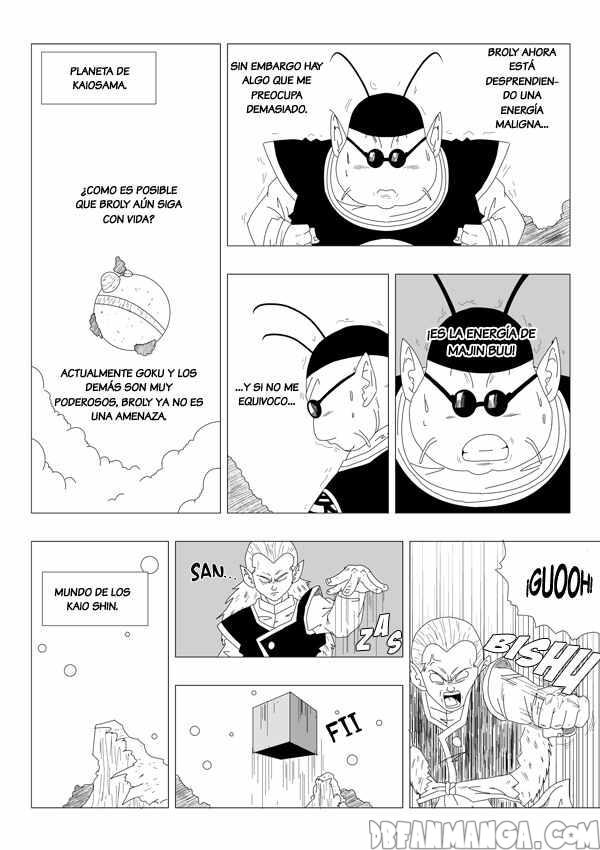 PLANETA DE
KAIOSAMA.
¿COMO ES POSIBLE
QUE BROLY AÚN SIGA
CON VIDA?
ACTUALMENTE GOKU Y LOS
DEMÁS SON MUY
PODEROSOS, BROLY YA NO ES
UNA AMENAZA.
SIN EMBARGO HAY
ALGO QUE ME
PREOCUPA
DEMASIADO.
BROLY AHORA
ESTÁ
DESPRENDIEN-
DO UNA
ENERGÍA
MALIGNA...
...Y SI NO ME
EQUIVOCO...
¡ES LA ENERGÍA DE
MAJIN BUU!
MUNDO DE LOS
KAIO SHIN.
SAN...
ZAS
FII
¡GUOOH!
BISHU
DBFANMANGA.COM